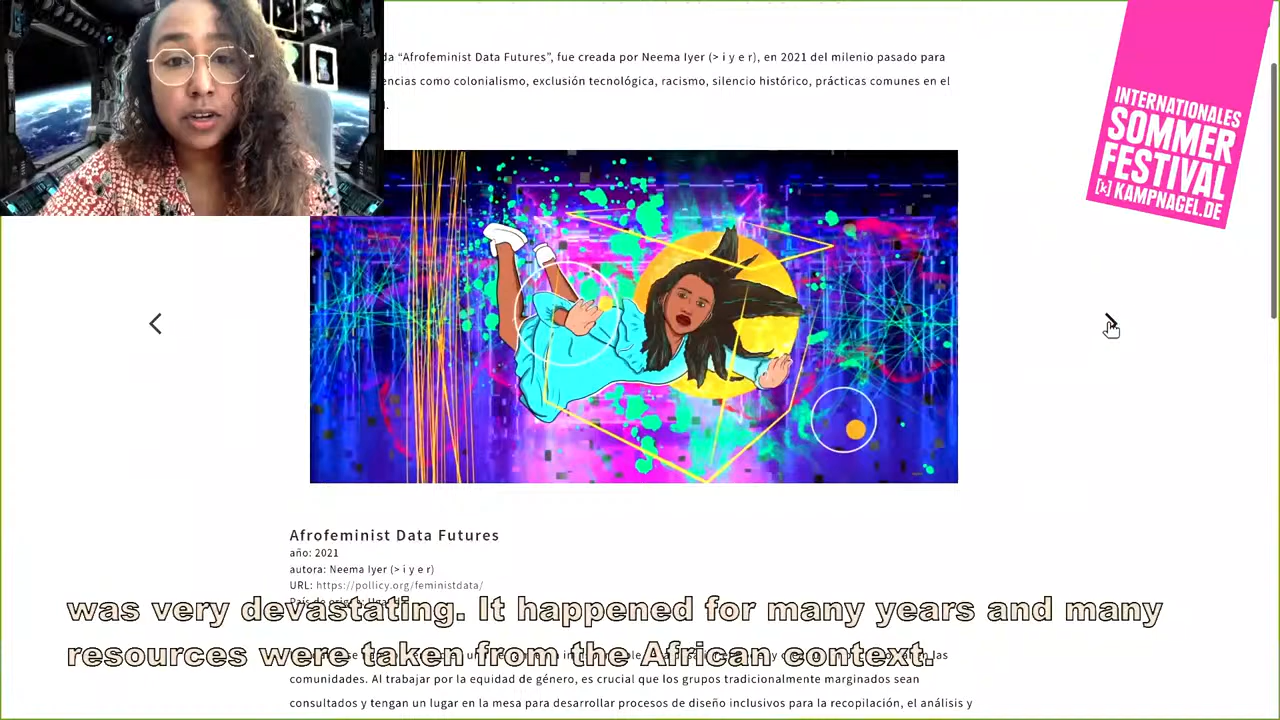 da “Afrofeminist Data Futures”, fue creada por Neema Iyer (> i y e r), en 2021 del milenio pasado para
encias como colonialismo, exclusión tecnológica, racismo, silencio histórico, prácticas comunes en el
INTERNATIONALES
SOMMER
FESTIVAL
[k] KAMPNAGEL.DE
Afrofeminist Data Futures
año: 2021
autora: Neema Iyer (> i y e r)
URL: https://pollicy.org/feministdata/
was very devastating. It happened for many years and many
resources were taken from the African context.
las
comunidades. Al trabajar por la equidad de género, es crucial que los grupos tradicionalmente marginados sean
consultados y tengan un lugar en la mesa para desarrollar procesos de diseño inclusivos para la recopilación, el análisis y